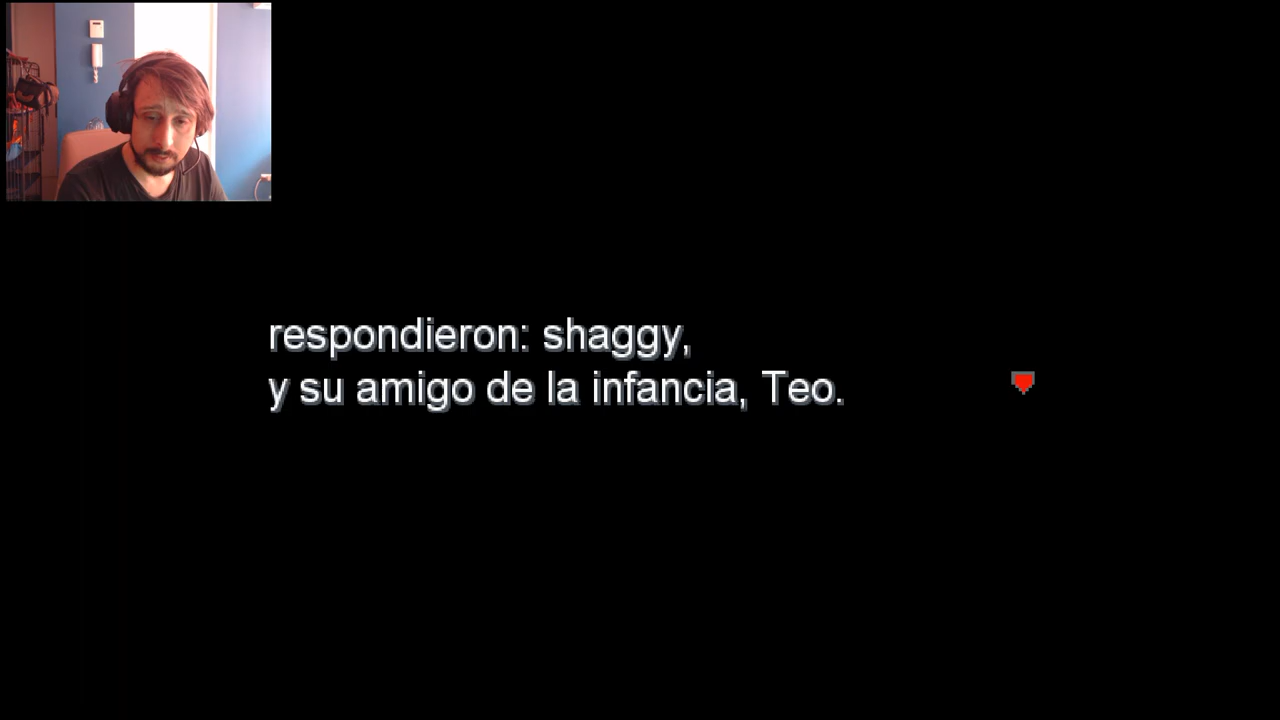 respondieron: shaggy,
y su amigo de la infancia, Teo.